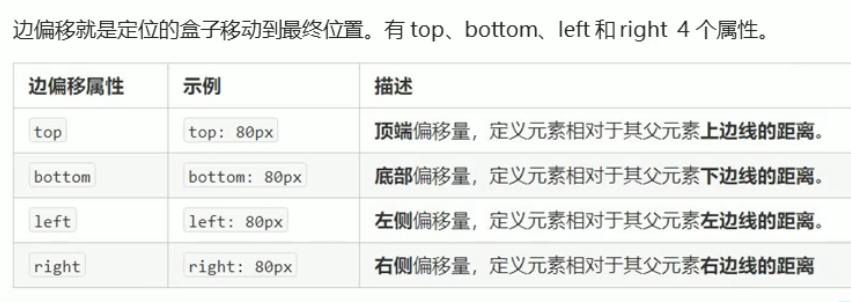 边偏移就是定位的盒子移动到最终位置。有 top、bottom、left 和 right 4 个属性。
边偏移属性 示例 描述
top top: 80px 顶端偏移量，定义元素相对于其父元素上边线的距离。
bottom bottom: 80px 底部偏移量，定义元素相对于其父元素下边线的距离。
left left: 80px 左侧偏移量，定义元素相对于其父元素左边线的距离。
right right: 80px 右侧偏移量，定义元素相对于其父元素右边线的距离